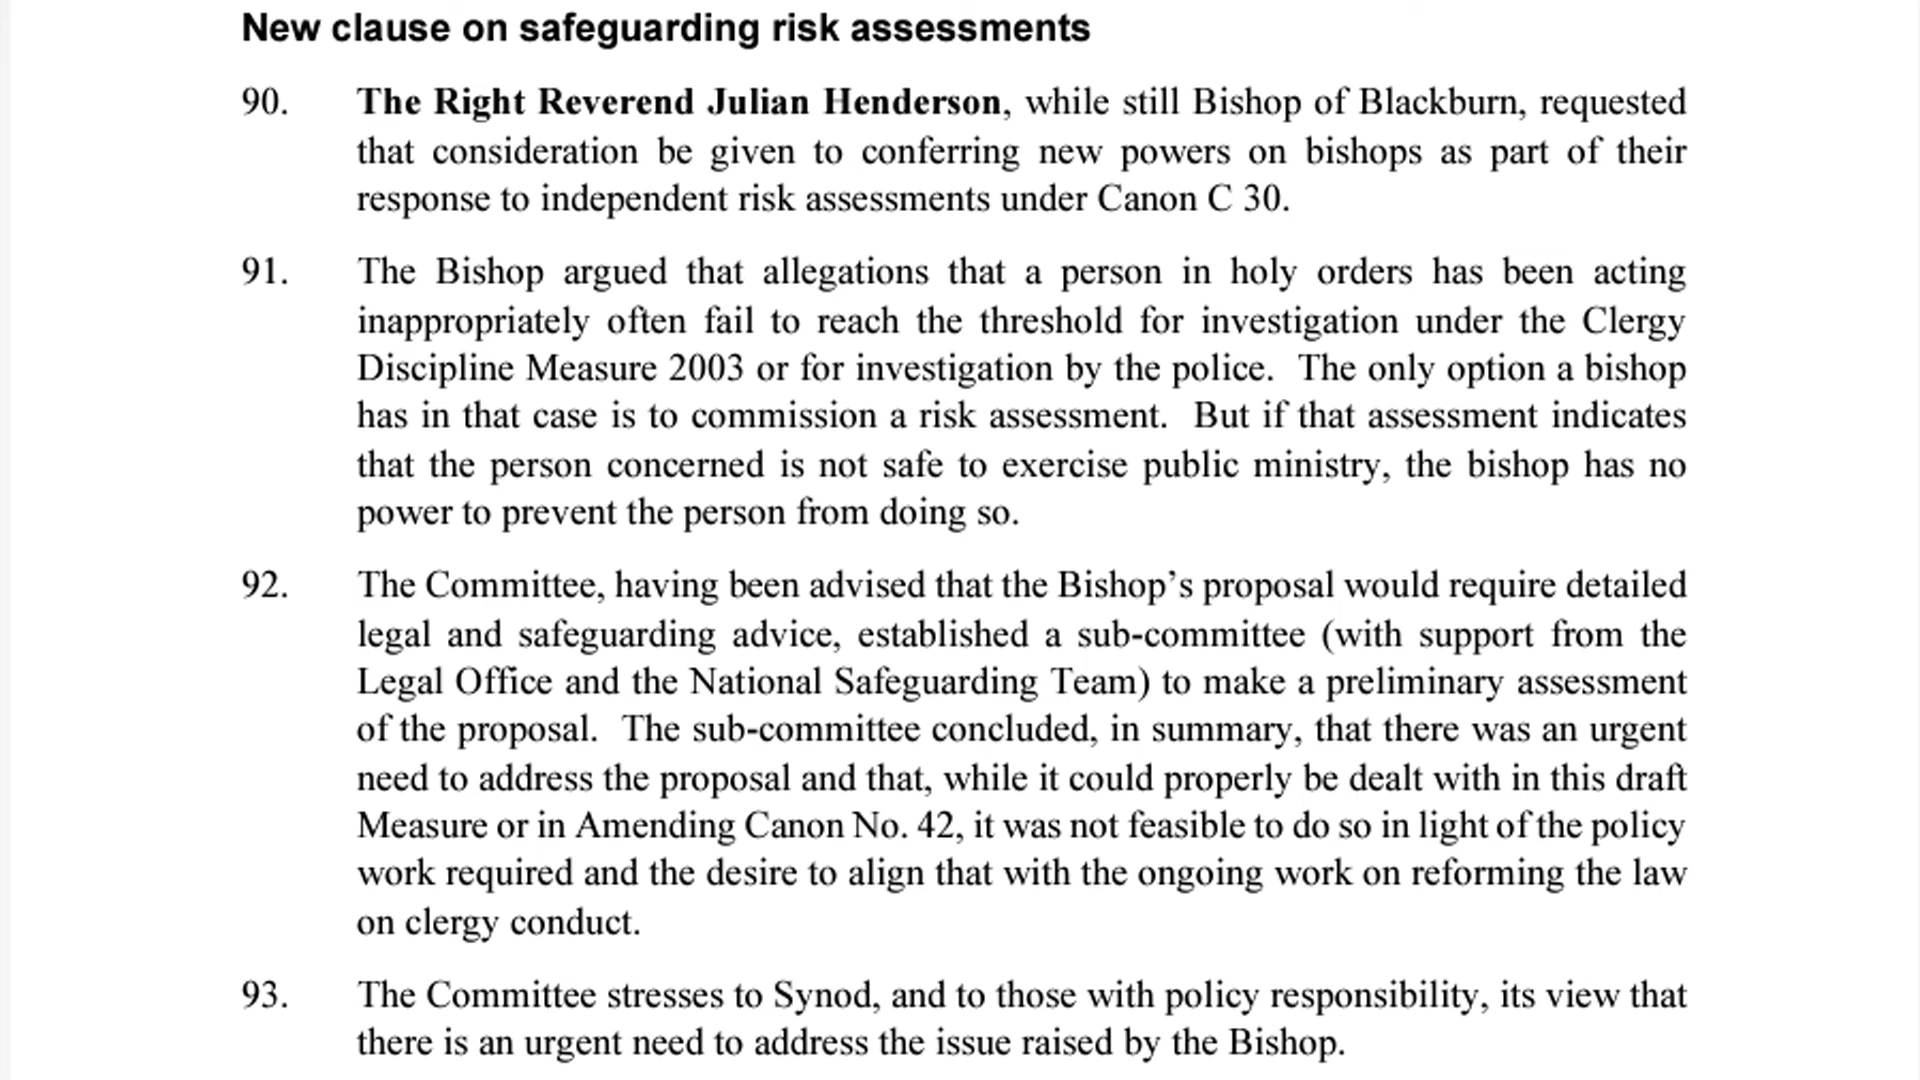 New clause on safeguarding risk assessments
90. The Right Reverend Julian Henderson, while still Bishop of Blackburn, requested
that consideration be given to conferring new powers on bishops as part of their
response to independent risk assessments under Canon C 30.
91. The Bishop argued that allegations that a person in holy orders has been acting
inappropriately often fail to reach the threshold for investigation under the Clergy
Discipline Measure 2003 or for investigation by the police. The only option a bishop
has in that case is to commission a risk assessment. But if that assessment indicates
that the person concerned is not safe to exercise public ministry, the bishop has no
power to prevent the person from doing so.
92. The Committee, having been advised that the Bishop’s proposal would require detailed
legal and safeguarding advice, established a sub-committee (with support from the
Legal Office and the National Safeguarding Team) to make a preliminary assessment
of the proposal. The sub-committee concluded, in summary, that there was an urgent
need to address the proposal and that, while it could properly be dealt with in this draft
Measure or in Amending Canon No. 42, it was not feasible to do so in light of the policy
work required and the desire to align that with the ongoing work on reforming the law
on clergy conduct.
93. The Committee stresses to Synod, and to those with policy responsibility, its view that
there is an urgent need to address the issue raised by the Bishop.